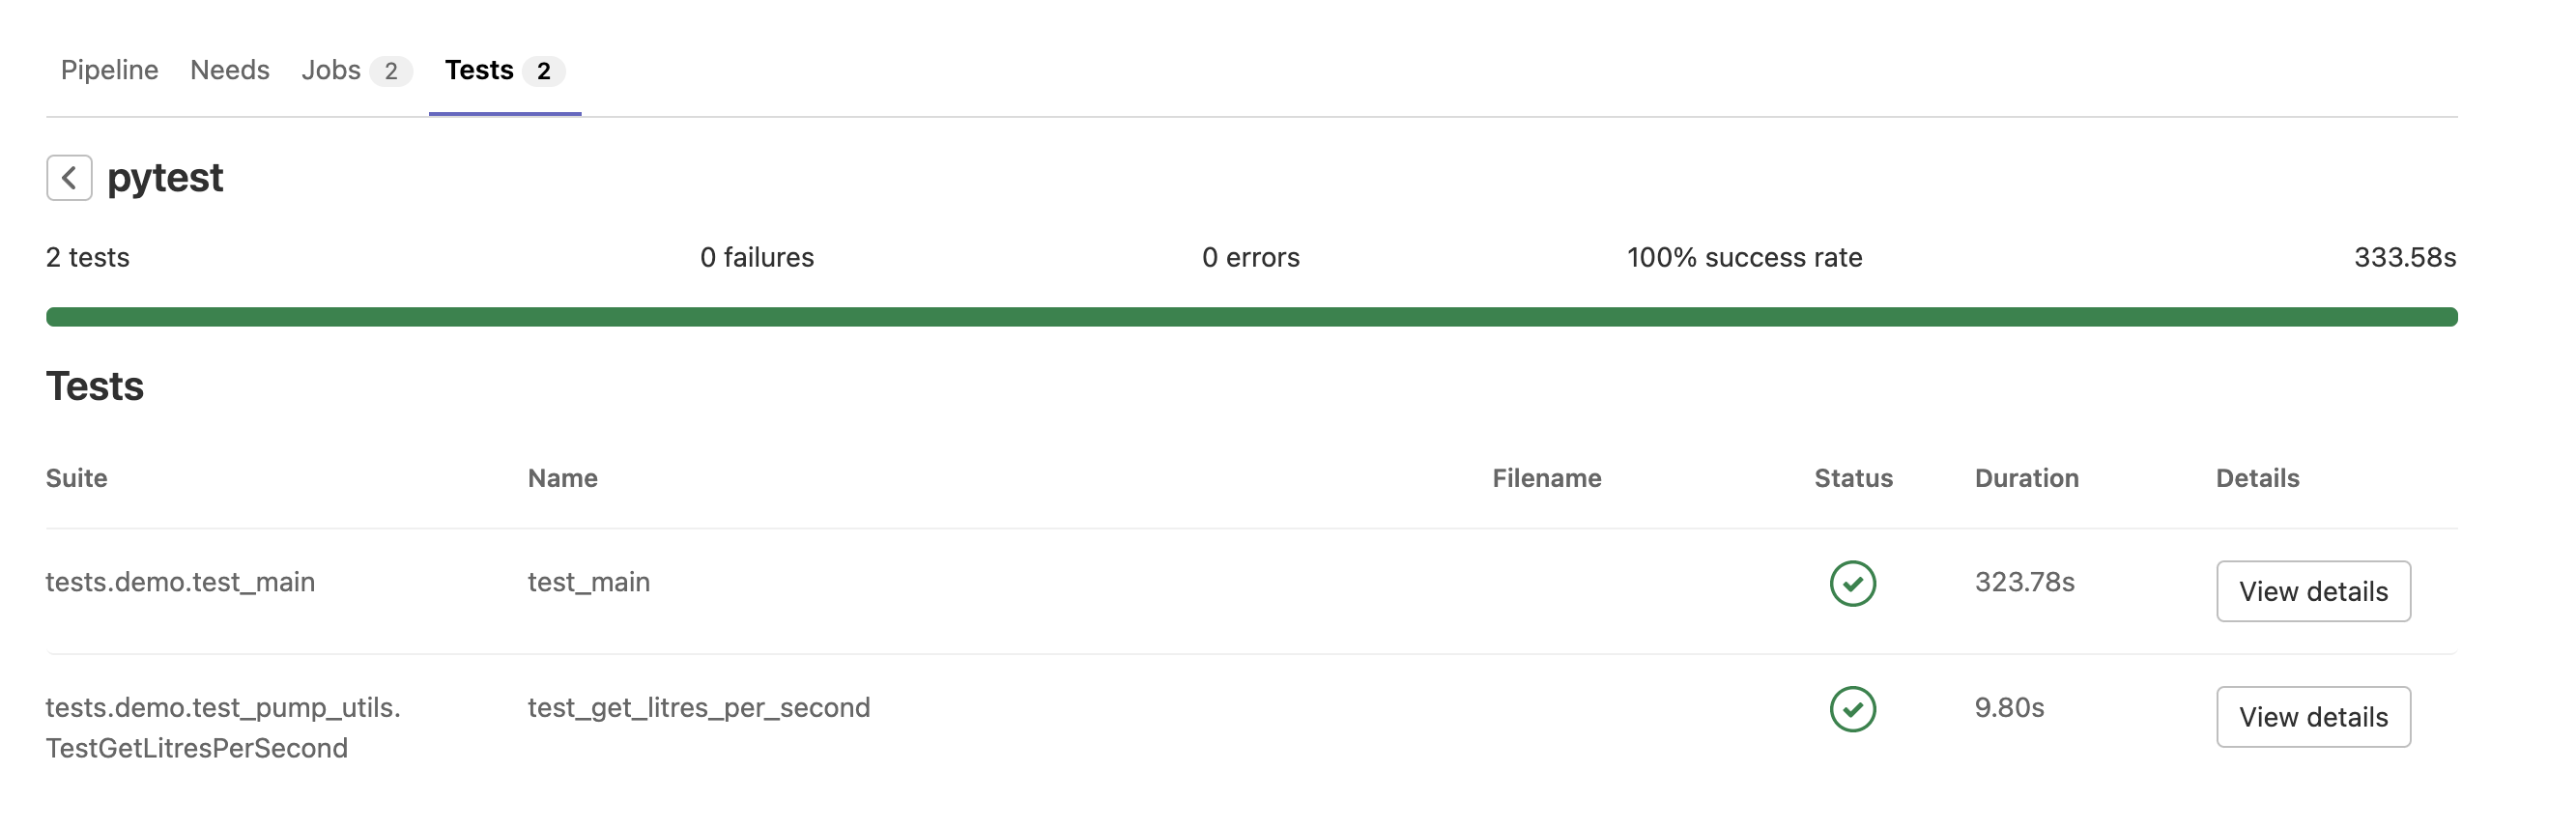 Pipeline Needs Jobs 2 Tests 2
pytest
2 tests 0 failures 0 errors 100% success rate 333.58s
Tests
Suite Name Filename Status Duration Details
tests.demo.test_main test_main 323.78s View details
tests.demo.test_pump_utils. test_get_litres_per_second 9.80s View details
TestGetLitresPerSecond